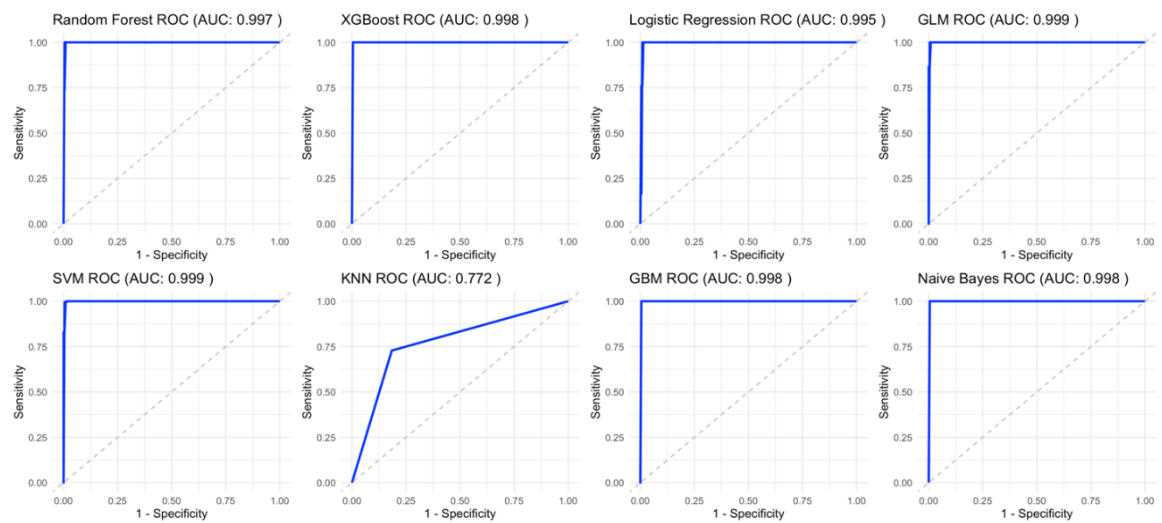 Random Forest ROC (AUC: 0.997 )
1.00
0.75
0.50
0.25
0.00
Sensitivity
0.00 0.25 0.50 0.75 1.00
1 - Specificity
XGBoost ROC (AUC: 0.998 )
1.00
0.75
0.50
0.25
0.00
Sensitivity
0.00 0.25 0.50 0.75 1.00
1 - Specificity
Logistic Regression ROC (AUC: 0.995 )
1.00
0.75
0.50
0.25
0.00
Sensitivity
0.00 0.25 0.50 0.75 1.00
1 - Specificity
GLM ROC (AUC: 0.999 )
1.00
0.75
0.50
0.25
0.00
Sensitivity
0.00 0.25 0.50 0.75 1.00
1 - Specificity
SVM ROC (AUC: 0.999 )
1.00
0.75
0.50
0.25
0.00
Sensitivity
0.00 0.25 0.50 0.75 1.00
1 - Specificity
KNN ROC (AUC: 0.772 )
1.00
0.75
0.50
0.25
0.00
Sensitivity
0.00 0.25 0.50 0.75 1.00
1 - Specificity
GBM ROC (AUC: 0.998 )
1.00
0.75
0.50
0.25
0.00
Sensitivity
0.00 0.25 0.50 0.75 1.00
1 - Specificity
Naive Bayes ROC (AUC: 0.998 )
1.00
0.75
0.50
0.25
0.00
Sensitivity
0.00 0.25 0.50 0.75 1.00
1 - Specificity